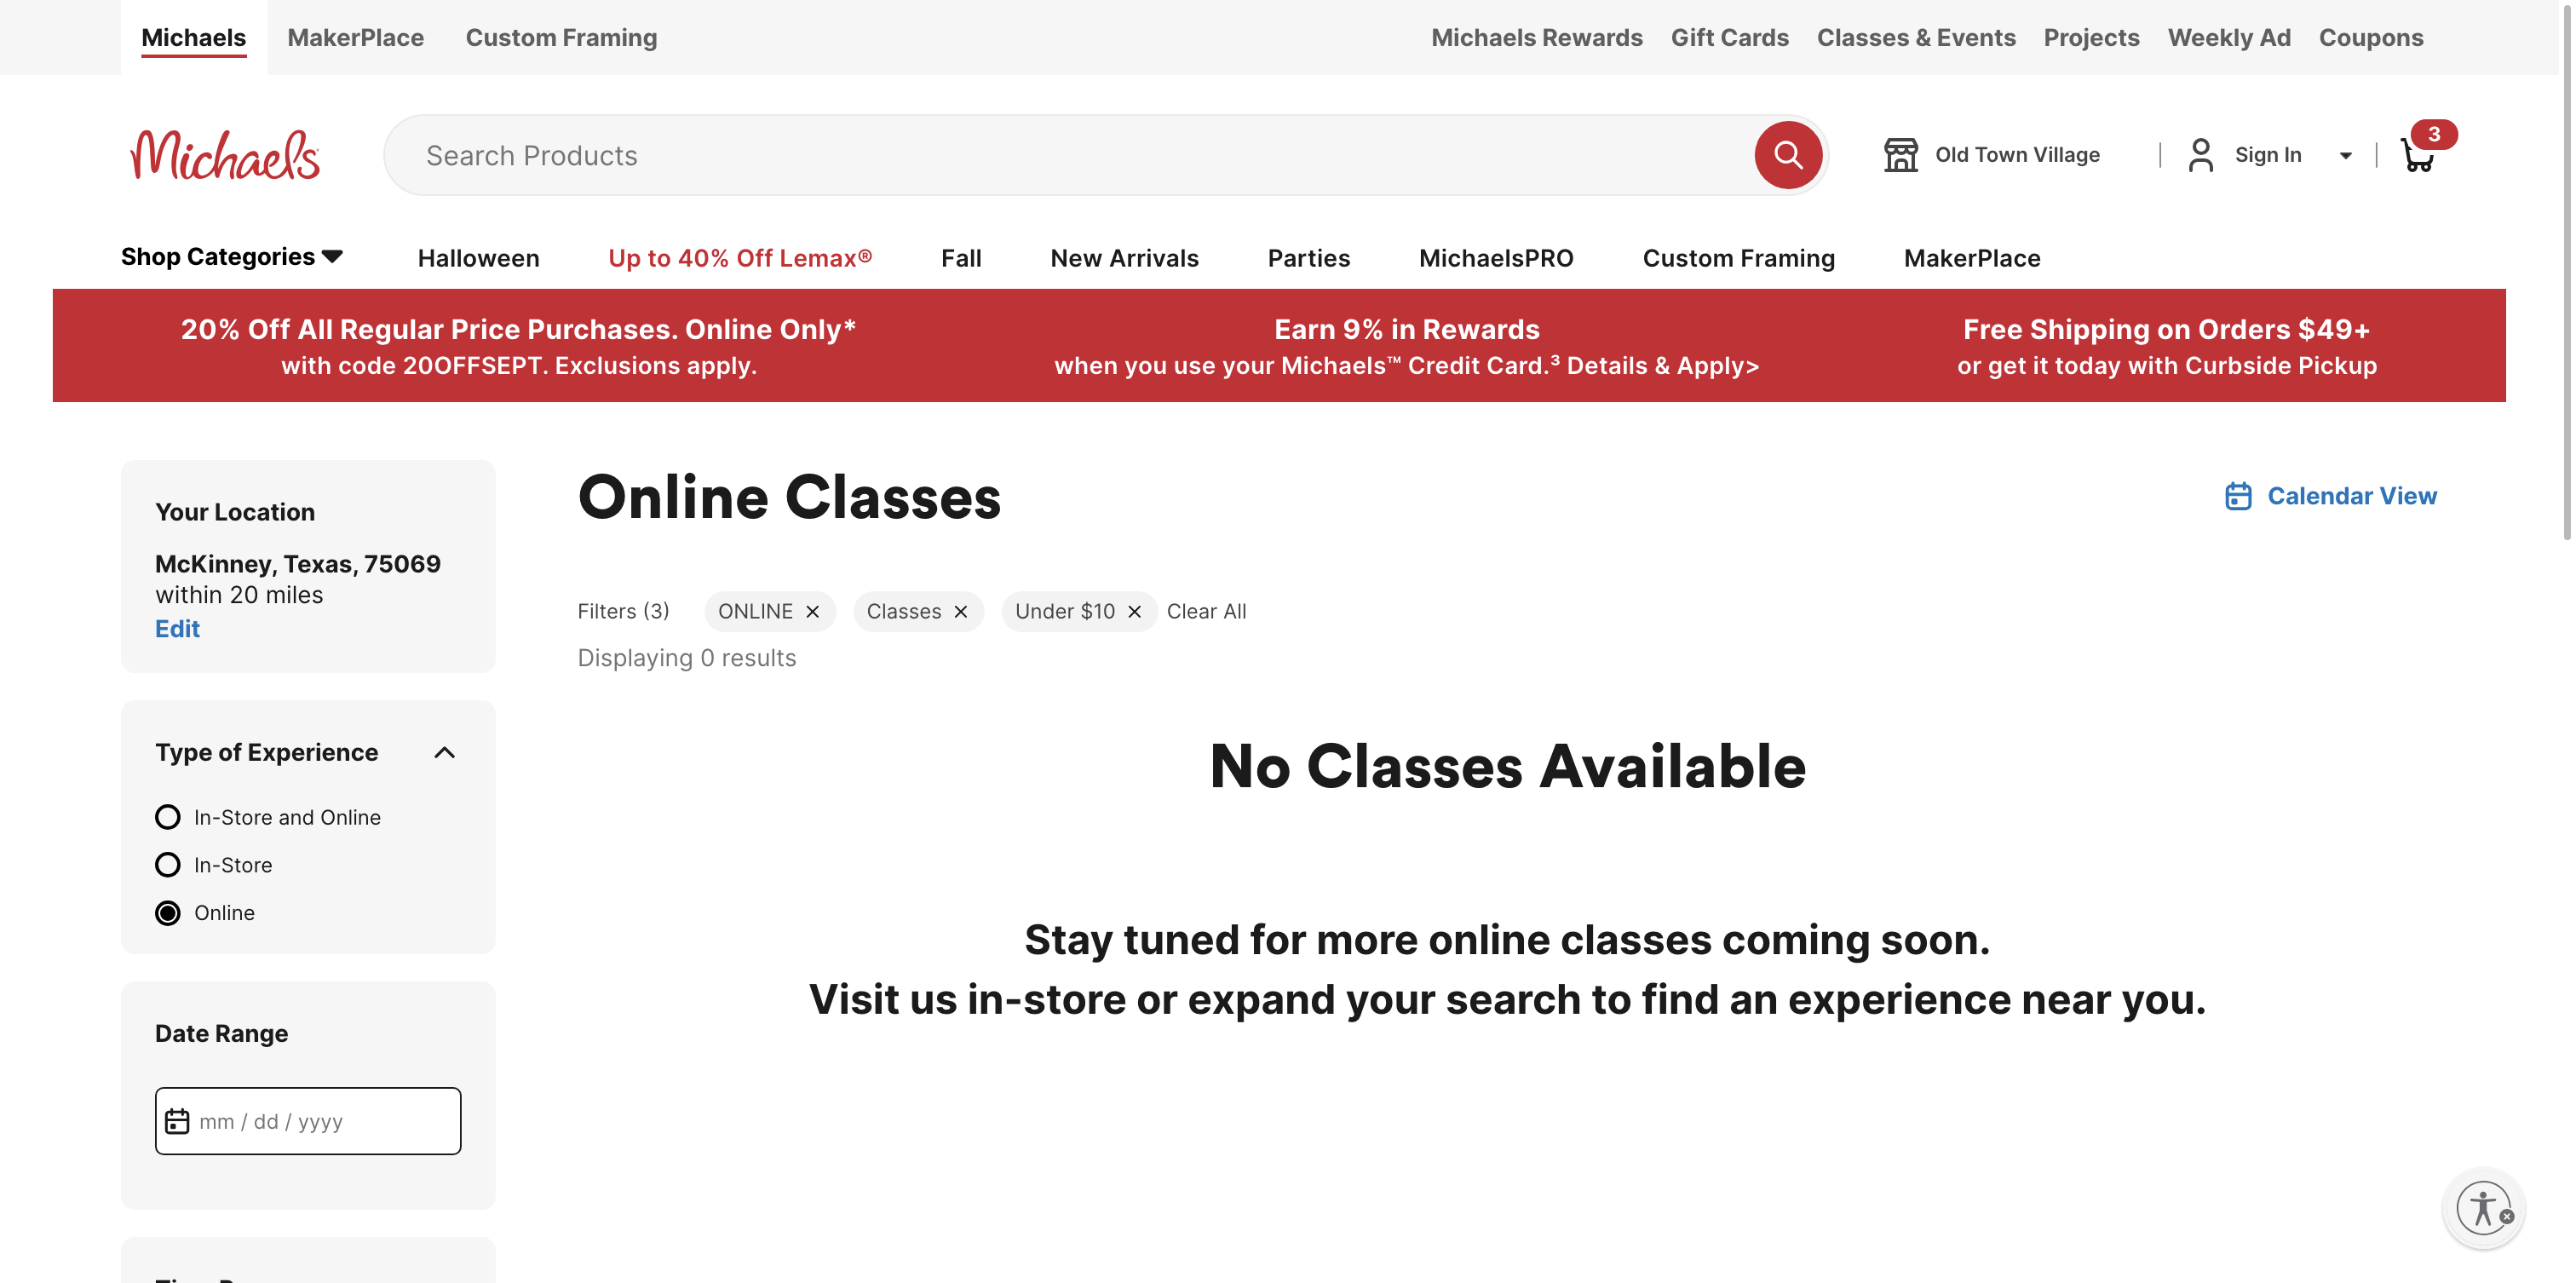 Michaels MakerPlace Custom Framing Michaels Rewards Gift Cards Classes & Events Projects Weekly Ad Coupons
Michaels Search Products Old Town Village Sign In 3
Shop Categories Halloween Up to 40% Off Lemax® Fall New Arrivals Parties MichaelsPRO Custom Framing MakerPlace
20% Off All Regular Price Purchases. Online Only*
with code 20OFFSEPT. Exclusions apply.
Earn 9% in Rewards
when you use your Michaels™ Credit Card.³ Details & Apply>
Free Shipping on Orders $49+
or get it today with Curbside Pickup
Your Location
McKinney, Texas, 75069
within 20 miles
Edit
Type of Experience
In-Store and Online
In-Store
Online
Date Range
mm / dd / yyyy
Online Classes
Calendar View
Filters (3) ONLINE Classes Under $10 Clear All
Displaying 0 results
No Classes Available
Stay tuned for more online classes coming soon.
Visit us in-store or expand your search to find an experience near you.